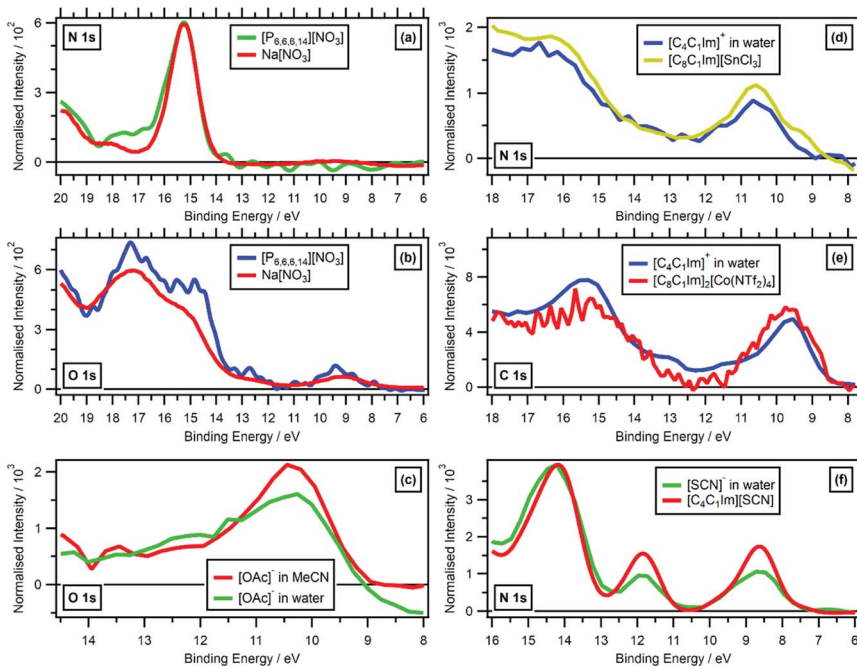 N 1s
[P6,6,6,14][NO3]
Na[NO3]
(a)
Normalised Intensity / 10²
6
3
0
20 19 18 17 16 15 14 13 12 11 10 9 8 7 6
Binding Energy / eV
[C4C1Im]+ in water
[C8C1Im][SnCl3]
(d)
Normalised Intensity / 10³
2
1
0
N 1s
18 17 16 15 14 13 12 11 10 9 8
Binding Energy / eV
[P6,6,6,14][NO3]
Na[NO3]
(b)
Normalised Intensity / 10²
6
3
0
O 1s
20 19 18 17 16 15 14 13 12 11 10 9 8 7 6
Binding Energy / eV
[C4C1Im]+ in water
[C8C1Im]2[Co(NTf2)4]
(e)
Normalised Intensity / 10³
9
6
3
0
C 1s
18 17 16 15 14 13 12 11 10 9 8
Binding Energy / eV
(c)
Normalised Intensity / 10³
2
1
0
[OAc]- in MeCN
[OAc]- in water
O 1s
14 13 12 11 10 9 8
Binding Energy / eV
[SCN]- in water
[C4C1Im][SCN]
(f)
Normalised Intensity / 10³
3
2
1
0
N 1s
16 15 14 13 12 11 10 9 8 7 6
Binding Energy / eV